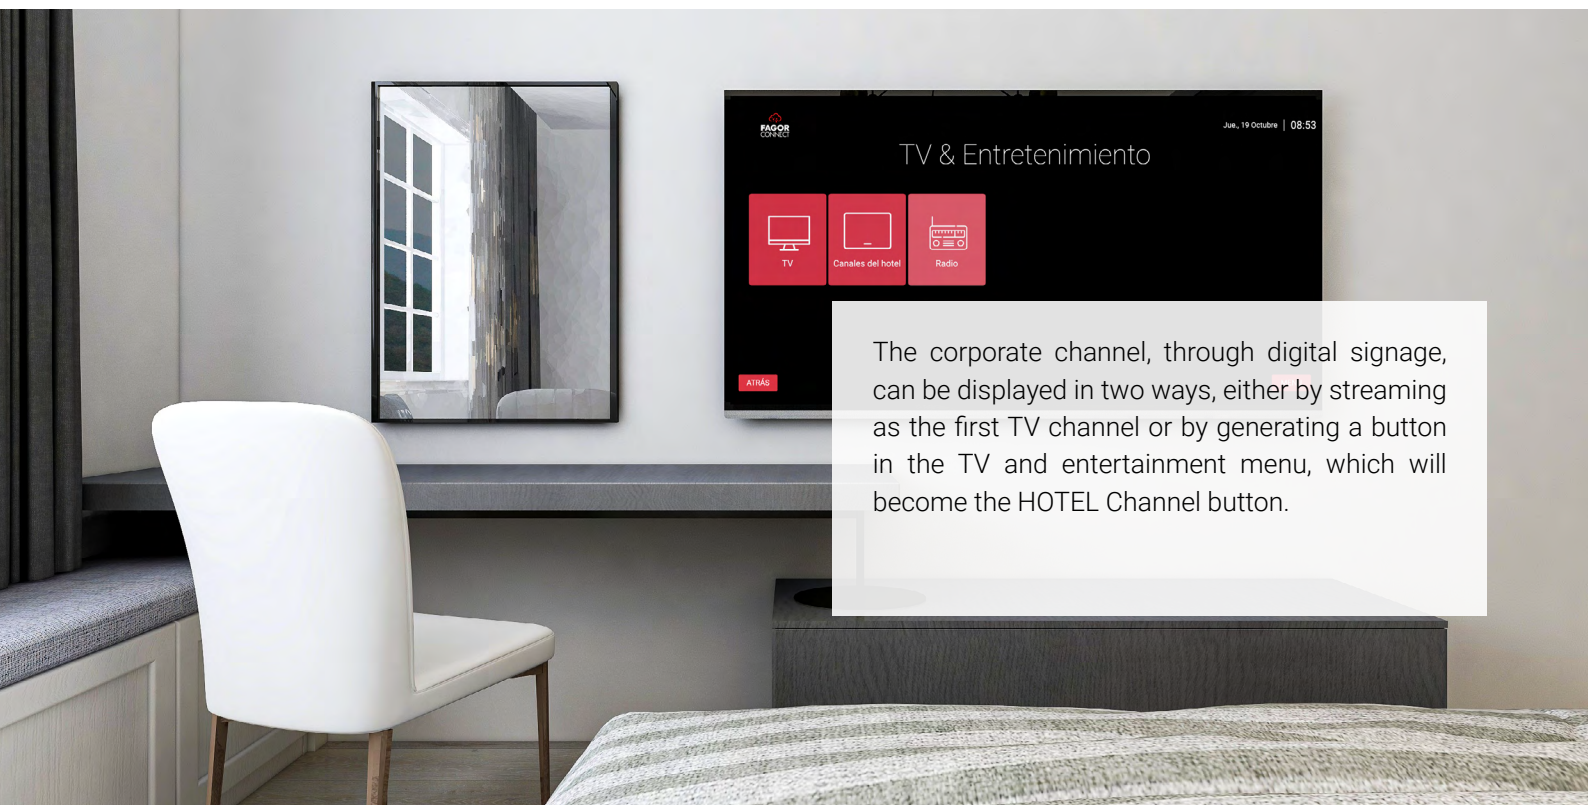 FAGOR
CONNECT
Jue., 19 Octubre | 08:53
TV & Entretenimiento
TV
Canales del hotel
Radio
ATRÁS
The corporate channel, through digital signage,
can be displayed in two ways, either by streaming
as the first TV channel or by generating a button
in the TV and entertainment menu, which will
become the HOTEL Channel button.